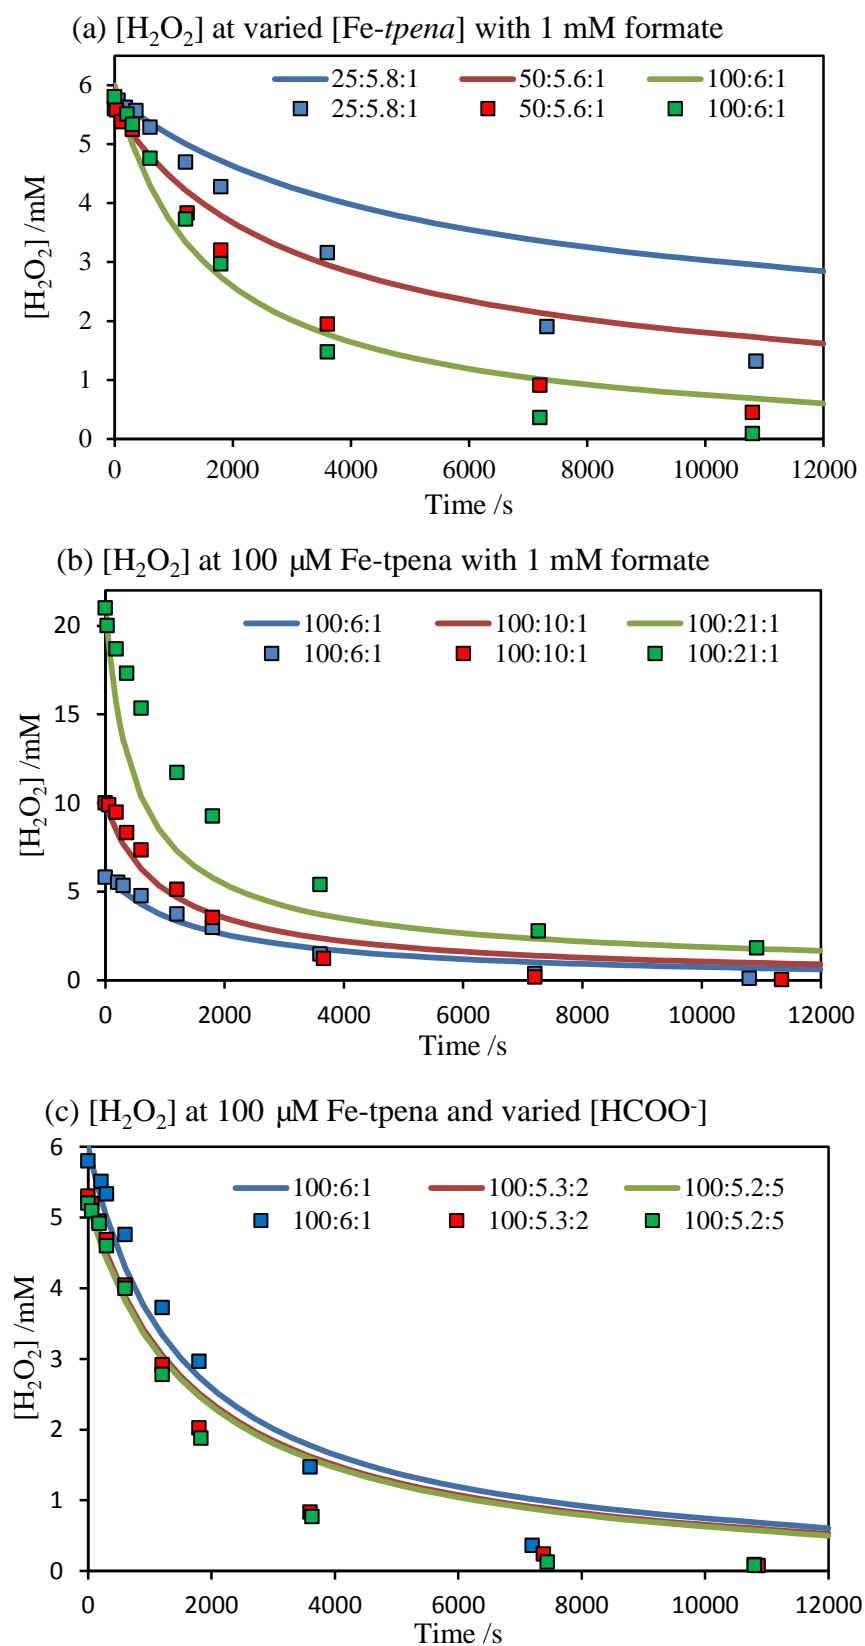 (a) [H₂O₂] at varied [Fe-tpena] with 1 mM formate
25:5.8:1 50:5.6:1 100:6:1
25:5.8:1 50:5.6:1 100:6:1
6
5
4
3
2
1
0
[H₂O₂] /mM
0 2000 4000 6000 8000 10000 12000
Time /s
(b) [H₂O₂] at 100 μM Fe-tpena with 1 mM formate
100:6:1 100:10:1 100:21:1
100:6:1 100:10:1 100:21:1
20
15
10
5
0
[H₂O₂] /mM
0 2000 4000 6000 8000 10000 12000
Time /s
(c) [H₂O₂] at 100 μM Fe-tpena and varied [HCOO⁻]
100:6:1 100:5.3:2 100:5.2:5
100:6:1 100:5.3:2 100:5.2:5
6
5
4
3
2
1
0
[H₂O₂] /mM
0 2000 4000 6000 8000 10000 12000
Time /s